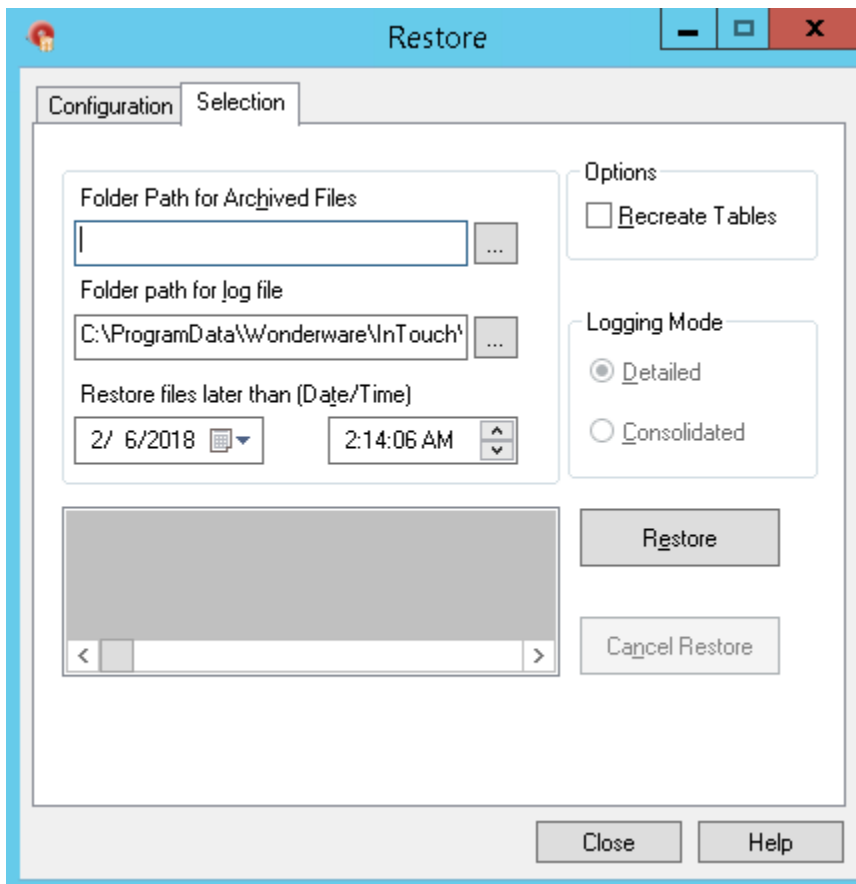 Restore
Configuration
Selection
Folder Path for Archived Files
...
Folder path for log file
C:\ProgramData\Wonderware\InTouch\
...
Restore files later than (Date/Time)
2/ 6/2018
2:14:06 AM
Options
Recreate Tables
Logging Mode
Detailed
Consolidated
Restore
Cancel Restore
Close
Help